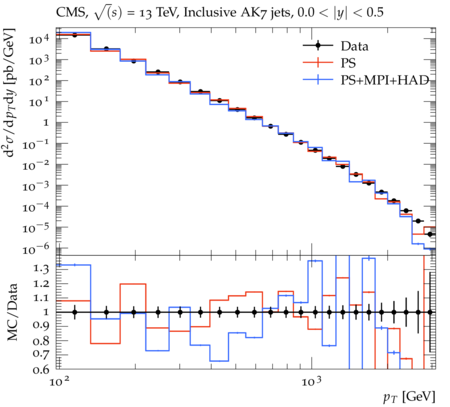 CMS, √(s) = 13 TeV, Inclusive AK7 jets, 0.0 < |y| < 0.5
Data
PS
PS+MPI+HAD
d²σ/dp_T dy [pb/GeV]
10⁴
10³
10²
10¹
1
10⁻¹
10⁻²
10⁻³
10⁻⁴
10⁻⁵
10⁻⁶
MC/Data
1.3
1.2
1.1
1
0.9
0.8
0.7
0.6
10² 10³
p_T [GeV]